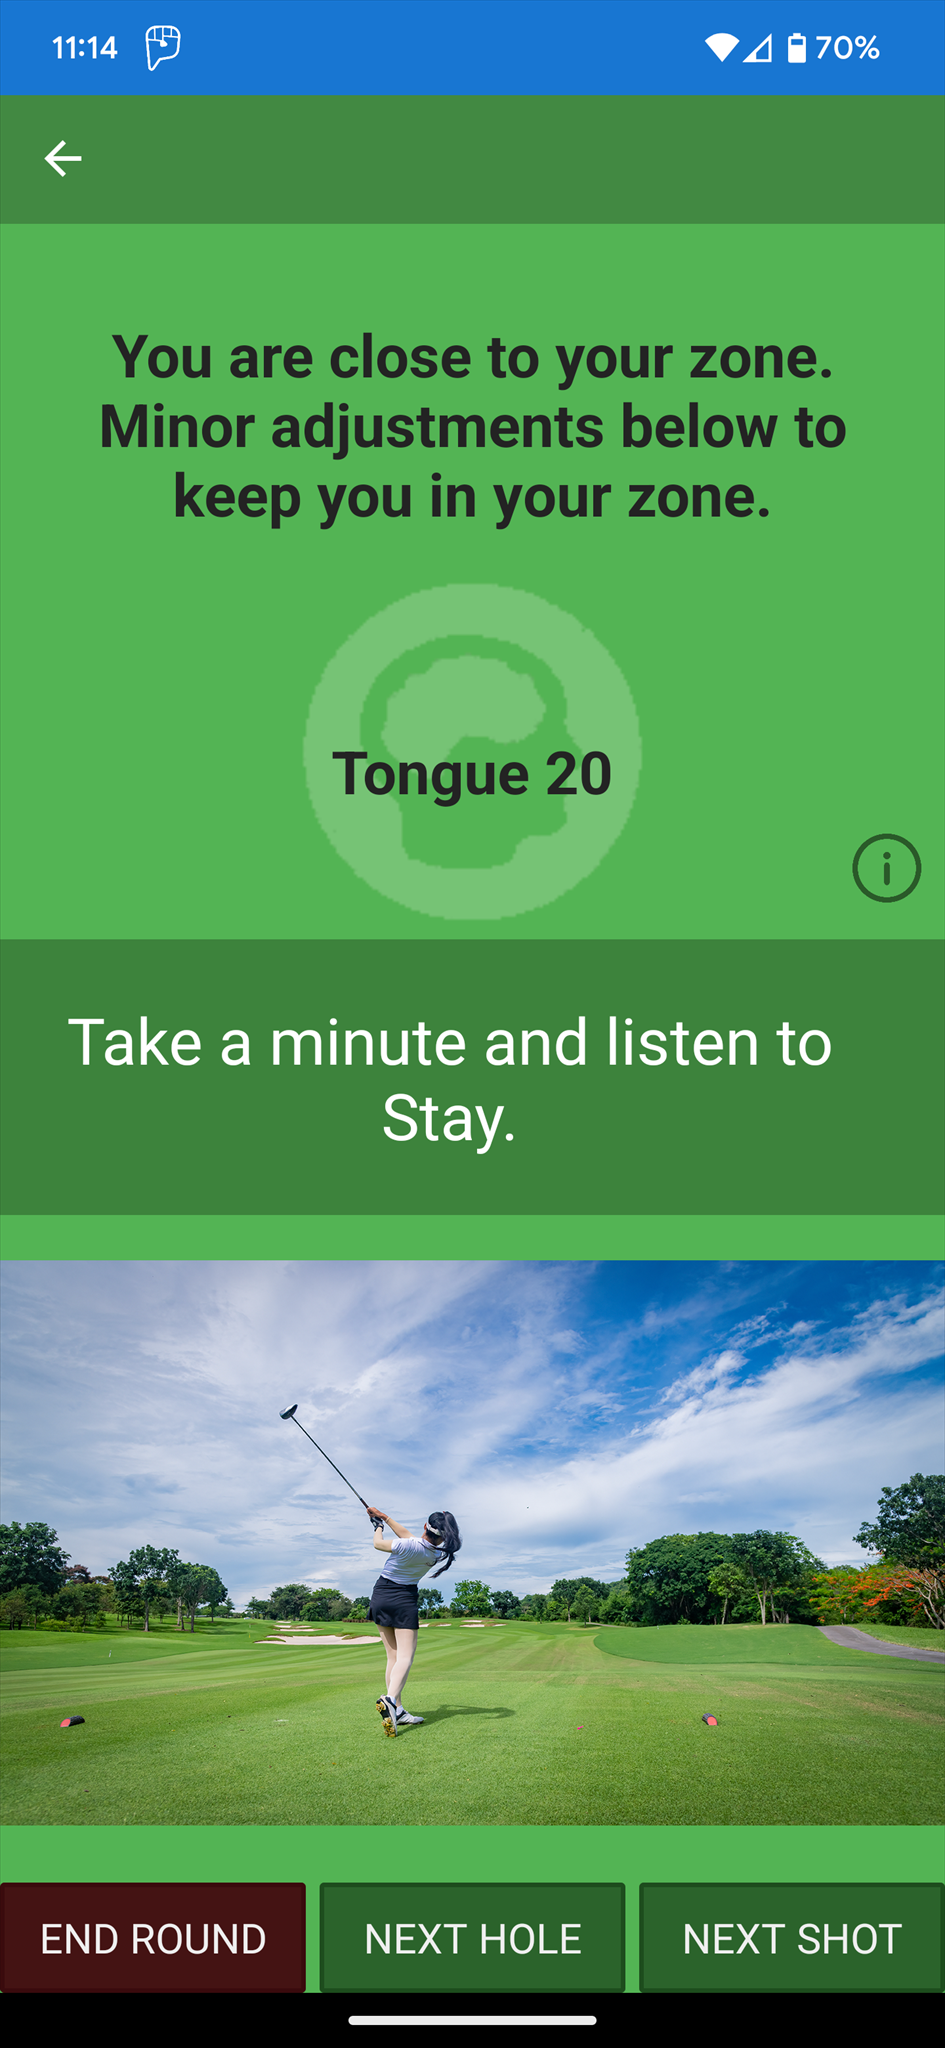 11:14
70%
You are close to your zone.
Minor adjustments below to
keep you in your zone.
Tongue 20
i
Take a minute and listen to
Stay.
END ROUND
NEXT HOLE
NEXT SHOT